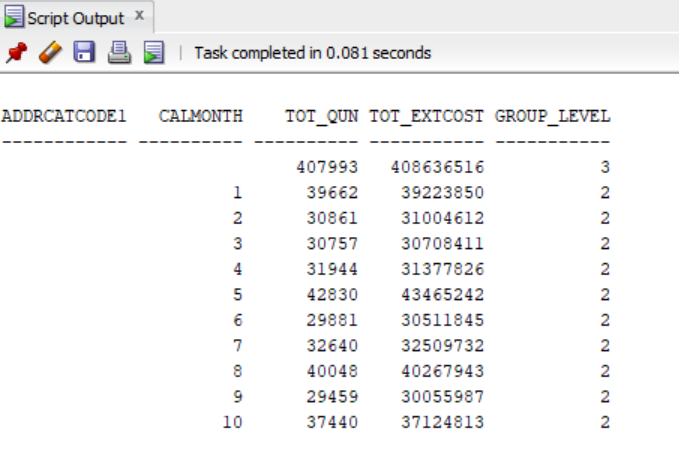 Script Output x
| Task completed in 0.081 seconds
ADDRCATCODE1 CALMONTH TOT_QUN TOT_EXTCOST GROUP_LEVEL
------------ ---------- ---------- ----------- -----------
407993 408636516 3
1 39662 39223850 2
2 30861 31004612 2
3 30757 30708411 2
4 31944 31377826 2
5 42830 43465242 2
6 29881 30511845 2
7 32640 32509732 2
8 40048 40267943 2
9 29459 30055987 2
10 37440 37124813 2